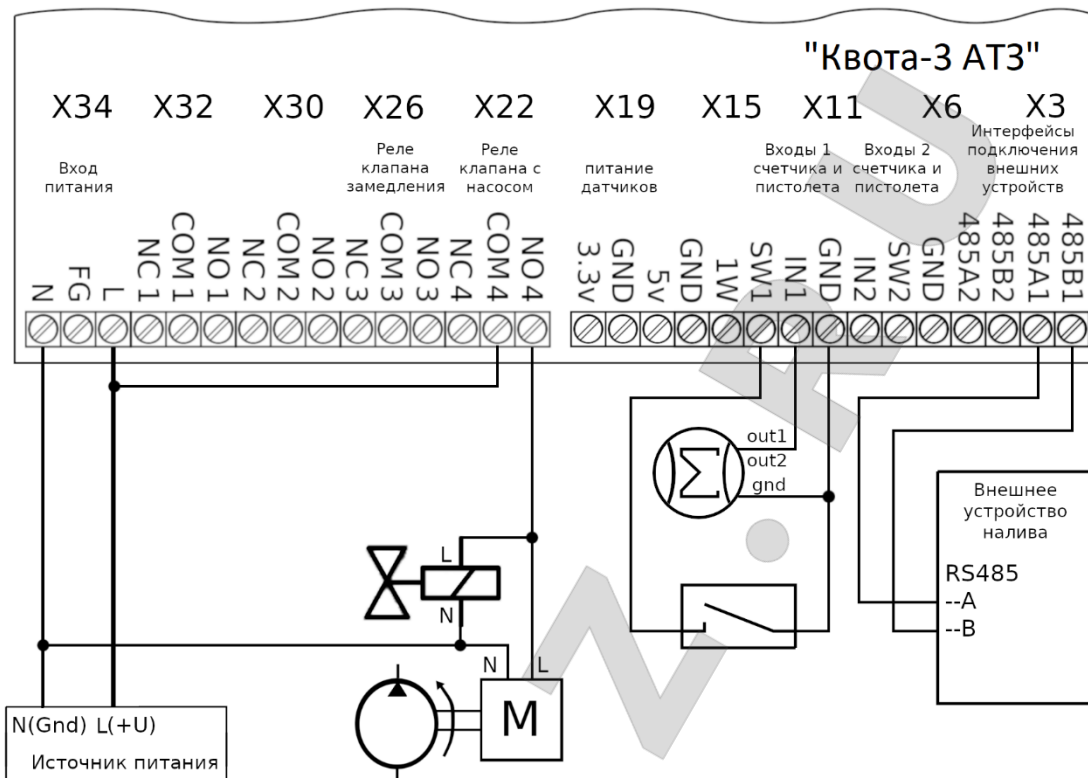 "Квота-3 АТЗ"
X34 X32 X30 X26 X22 X19 X15 X11 X6 X3
Вход
питания
Реле
клапана
замедления
Реле
клапана с
насосом
питание
датчиков
Входы 1
счетчика и
пистолета
Входы 2
счетчика и
пистолета
Интерфейсы
подключения
внешних
устройств
N
FG
L
NC1
COM1
NO1
NC2
COM2
NO2
NC3
COM3
NO3
NC4
COM4
NO4
3.3v
GND
5v
GND
1W
SW1
IN1
GND
IN2
SW2
GND
485A2
485B2
485A1
485B1
out1
out2
gnd
Внешнее
устройство
налива
RS485
--A
--B
L
N
N L
M
N(Gnd) L(+U)
Источник питания
Z.RU